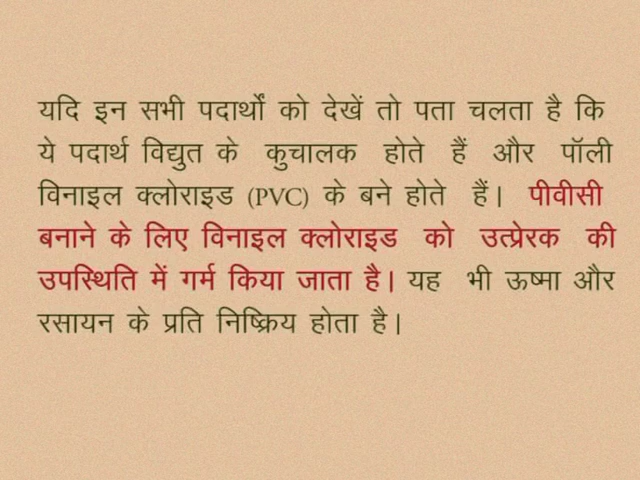 यदि इन सभी पदार्थों को देखें तो पता चलता है कि
ये पदार्थ विद्युत के कुचालक होते हैं और पॉली
विनाइल क्लोराइड (PVC) के बने होते हैं। पीवीसी
बनाने के लिए विनाइल क्लोराइड को उत्प्रेरक की
उपस्थिति में गर्म किया जाता है। यह भी ऊष्मा और
रसायन के प्रति निष्क्रिय होता है।